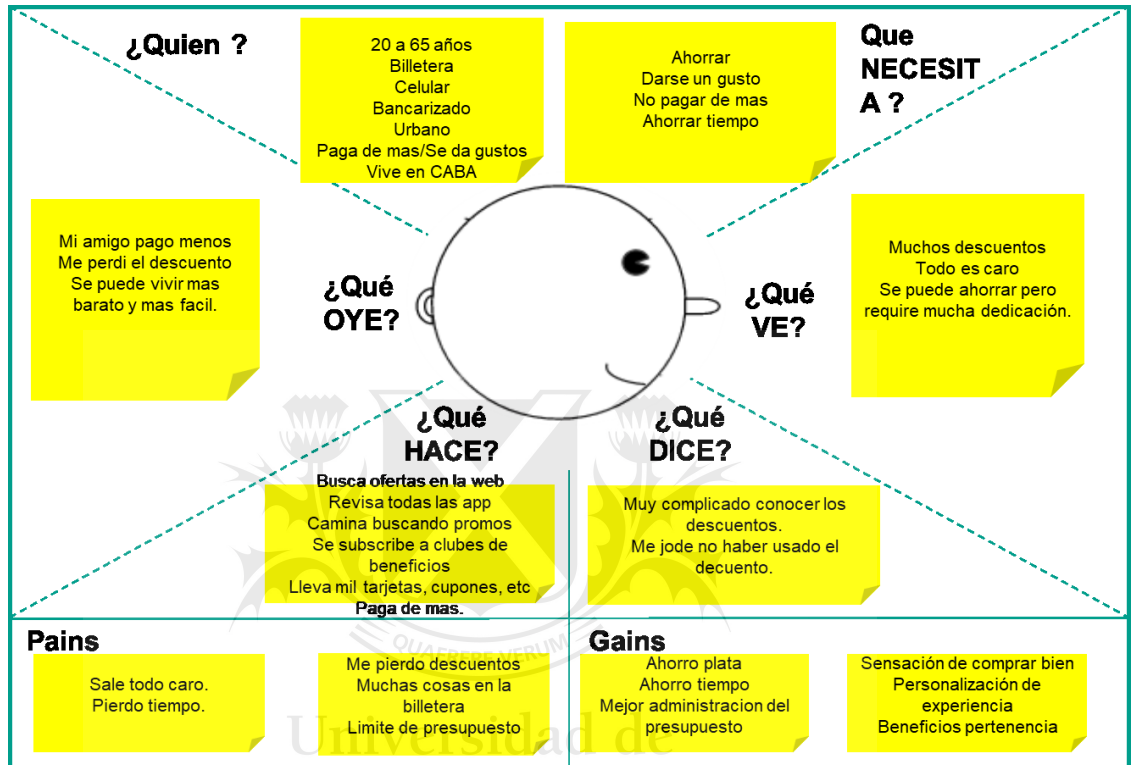 ¿Quien ?
20 a 65 años
Billetera
Celular
Bancarizado
Urbano
Paga de mas/Se da gustos
Vive en CABA
Ahorrar
Darse un gusto
No pagar de mas
Ahorrar tiempo
Que
NECESIT
A ?
Mi amigo pago menos
Me perdi el descuento
Se puede vivir mas
barato y mas facil.
¿Qué
OYE?
¿Qué
VE?
Muchos descuentos
Todo es caro
Se puede ahorrar pero
require mucha dedicación.
¿Qué
HACE?
Busca ofertas en la web
Revisa todas las app
Camina buscando promos
Se subscribe a clubes de
beneficios
Lleva mil tarjetas, cupones, etc
Paga de mas.
¿Qué
DICE?
Muy complicado conocer los
descuentos.
Me jode no haber usado el
decuento.
Pains
Sale todo caro.
Pierdo tiempo.
Me pierdo descuentos
Muchas cosas en la
billetera
Limite de presupuesto
Gains
Ahorro plata
Ahorro tiempo
Mejor administracion del
presupuesto
Sensación de comprar bien
Personalización de
experiencia
Beneficios pertenencia
QUAERERE VERUM
Universidad de